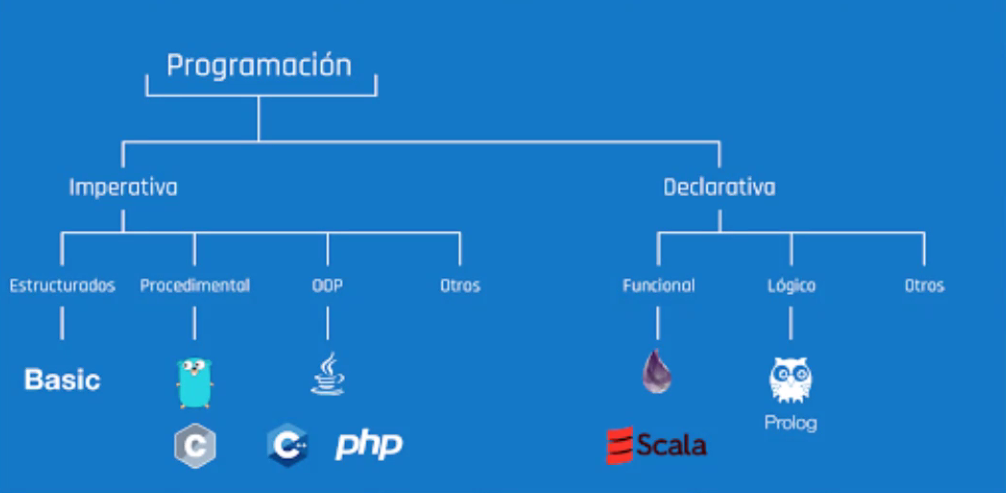 Programación
Imperativa
Declarativa
Estructurados
Procedimental
OOP
Otros
Funcional
Lógico
Otros
Basic
C
C++
php
Scala
Prolog